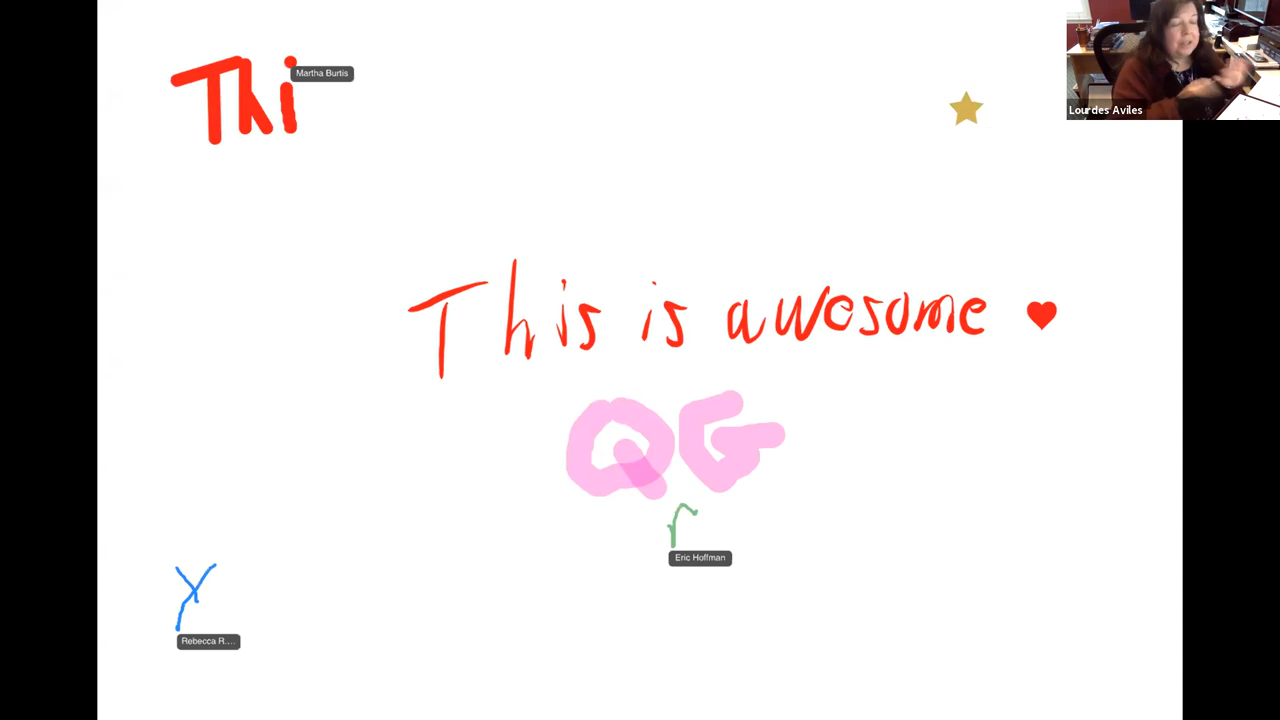 Thi
Martha Burtis
Lourdes Aviles
This is awesome
QG
r
Eric Hoffman
Y
Rebecca R....